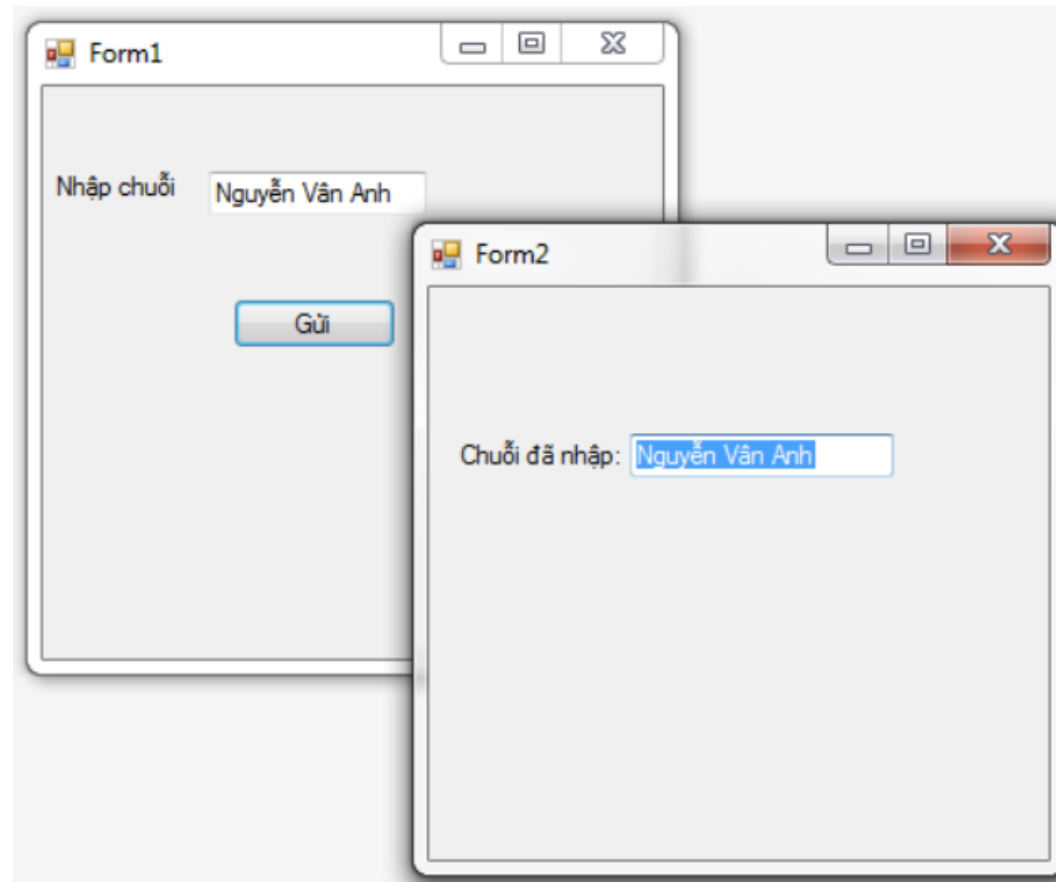 Form1
Nhập chuỗi Nguyễn Vân Anh
Gửi
Form2
Chuỗi đã nhập: Nguyễn Vân Anh